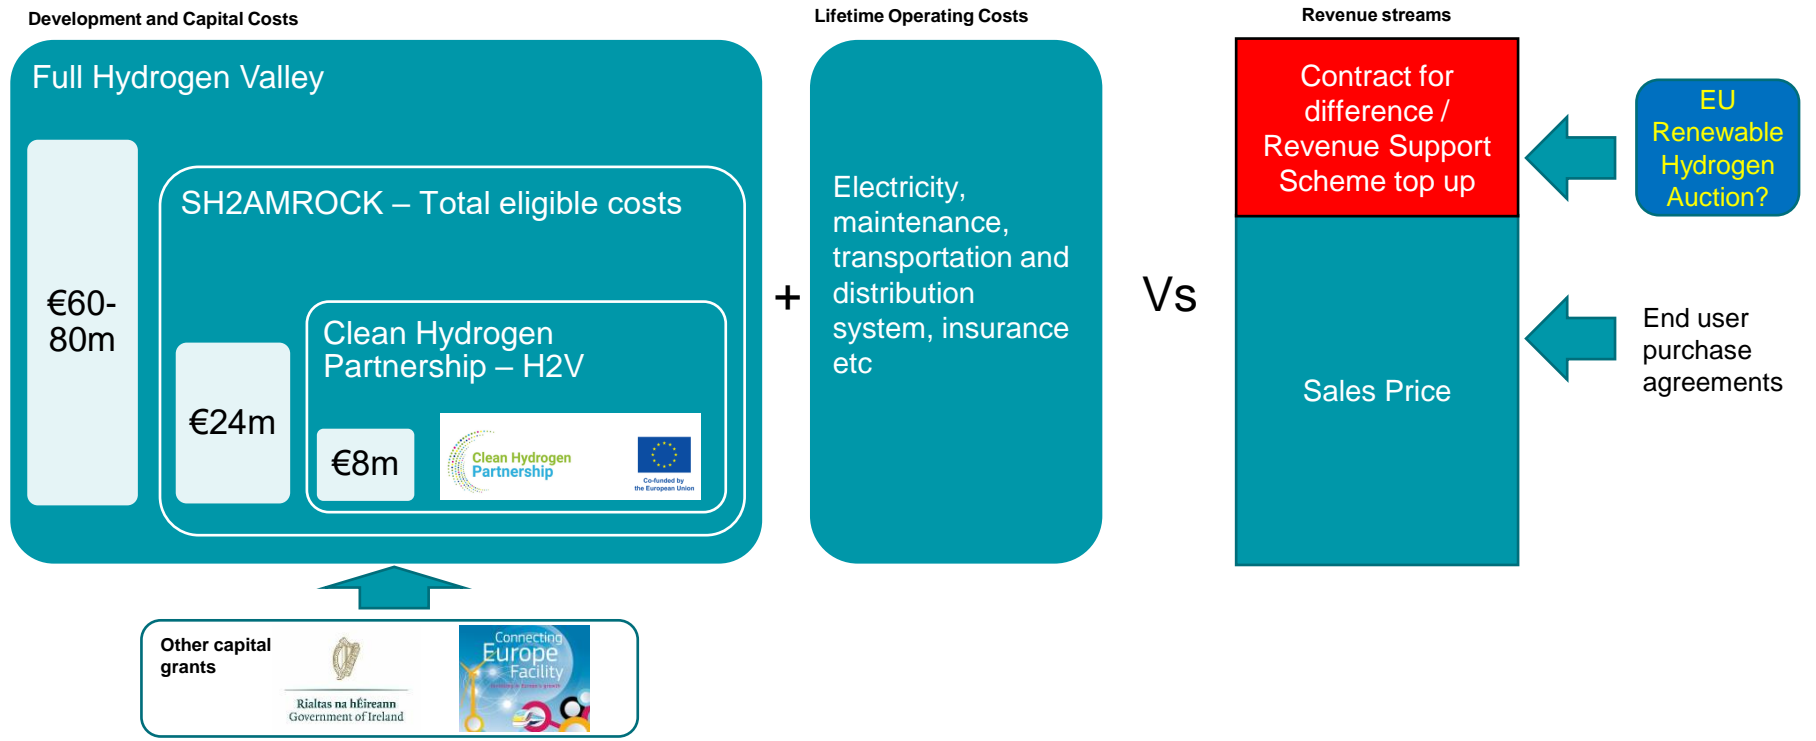 Development and Capital Costs
Lifetime Operating Costs
Revenue streams
Full Hydrogen Valley
€60-
80m
SH2AMROCK – Total eligible costs
€24m
Clean Hydrogen
Partnership – H2V
€8m
Clean Hydrogen
Partnership
Co-funded by
the European Union
+
Electricity,
maintenance,
transportation and
distribution
system, insurance
etc
Vs
Contract for
difference /
Revenue Support
Scheme top up
Sales Price
EU
Renewable
Hydrogen
Auction?
End user
purchase
agreements
Other capital
grants
Rialtas na hÉireann
Government of Ireland
Connecting
Europe
Facility